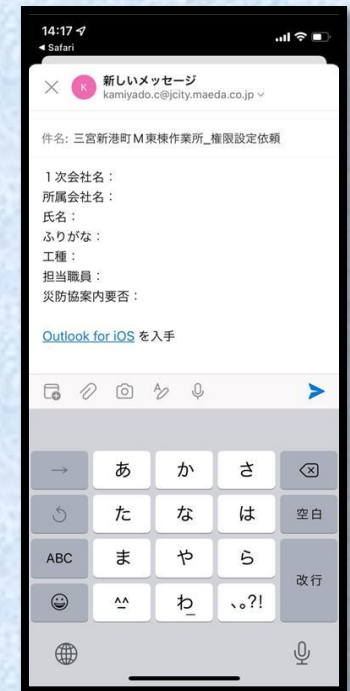 14:17
◀ Safari
K
新しいメッセージ
kamiyado.c@jcity.maeda.co.jp
件名: 三宮新港町M東棟作業所_権限設定依頼
１次会社名：
所属会社名：
氏名：
ふりがな：
工種：
担当職員：
災防協案内要否：
Outlook for iOS を入手
→ あ か さ
た な は 空白
ABC ま や ら 改行
^^ わ_ 、。?!